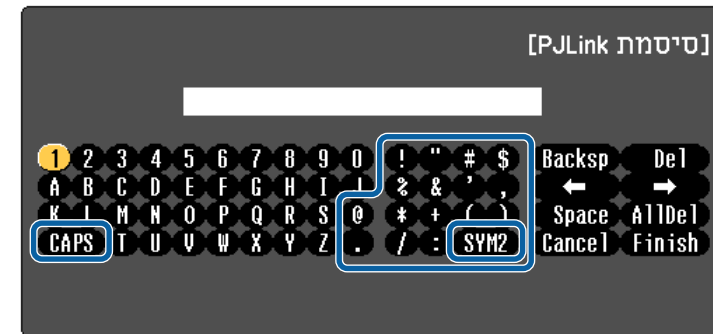 [סיסמת PJLink]
1 2 3 4 5 6 7 8 9 0 ! " # $ Backsp Del
A B C D E F G H I J % & ' , ← →
K L M N O P Q R S @ * + ( ) Space AllDel
CAPS T U V W X Y Z . / : SYM2 Cancel Finish